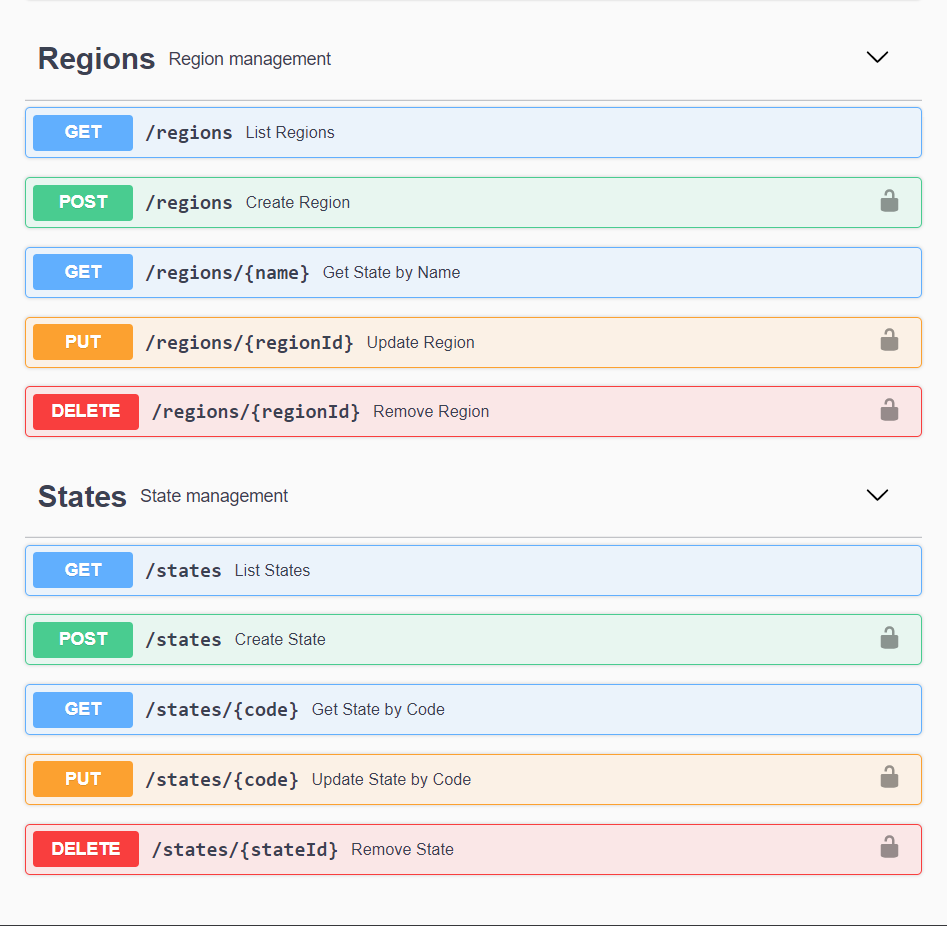 Regions Region management
GET /regions List Regions
POST /regions Create Region
GET /regions/{name} Get State by Name
PUT /regions/{regionId} Update Region
DELETE /regions/{regionId} Remove Region
States State management
GET /states List States
POST /states Create State
GET /states/{code} Get State by Code
PUT /states/{code} Update State by Code
DELETE /states/{stateId} Remove State